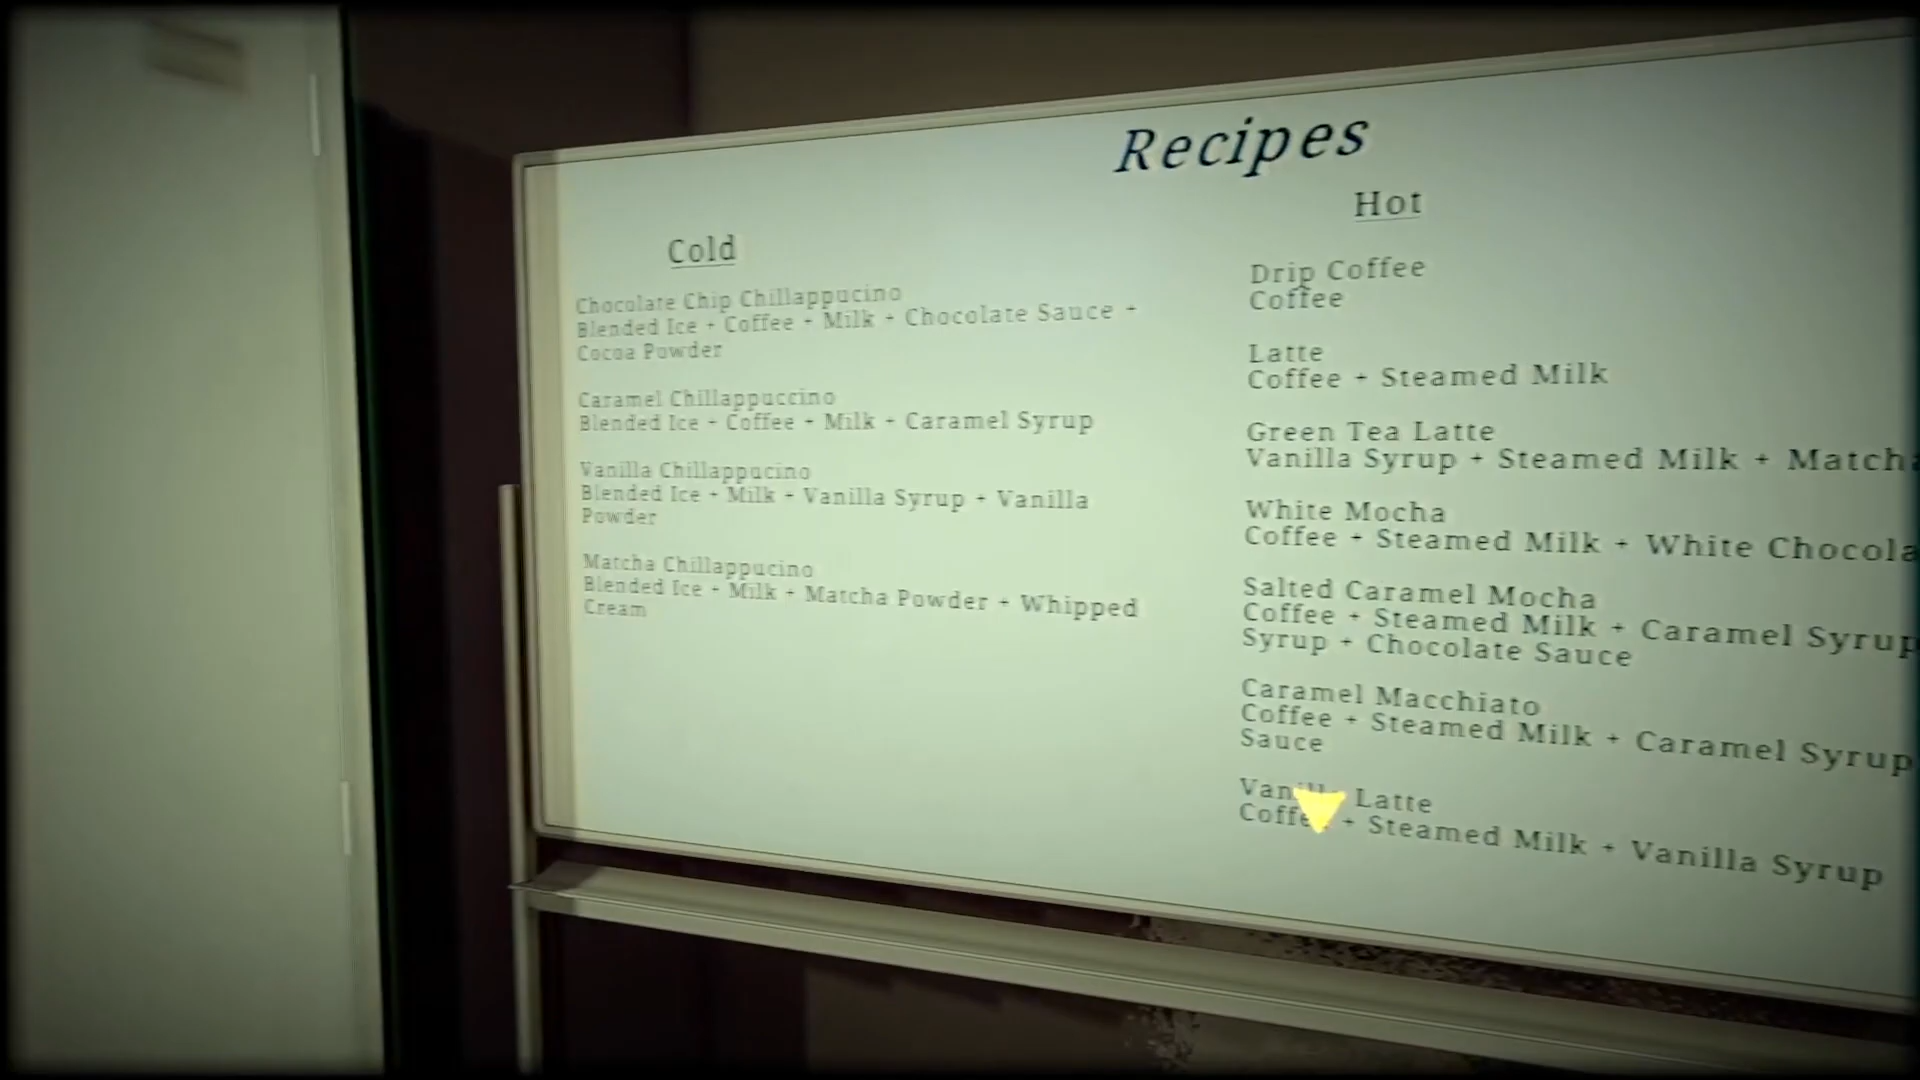 Recipes
Cold
Chocolate Chip Chillappucino
Blended Ice + Coffee + Milk + Chocolate Sauce +
Cocoa Powder
Caramel Chillappuccino
Blended Ice + Coffee + Milk + Caramel Syrup
Vanilla Chillappucino
Blended Ice + Milk + Vanilla Syrup + Vanilla
Powder
Matcha Chillappucino
Blended Ice + Milk + Matcha Powder + Whipped
Cream
Hot
Drip Coffee
Coffee
Latte
Coffee + Steamed Milk
Green Tea Latte
Vanilla Syrup + Steamed Milk + Matcha
White Mocha
Coffee + Steamed Milk + White Chocola
Salted Caramel Mocha
Coffee + Steamed Milk + Caramel Syrup
Syrup + Chocolate Sauce
Caramel Macchiato
Coffee + Steamed Milk + Caramel Syrup
Sauce
Vanilla Latte
Coffee + Steamed Milk + Vanilla Syrup